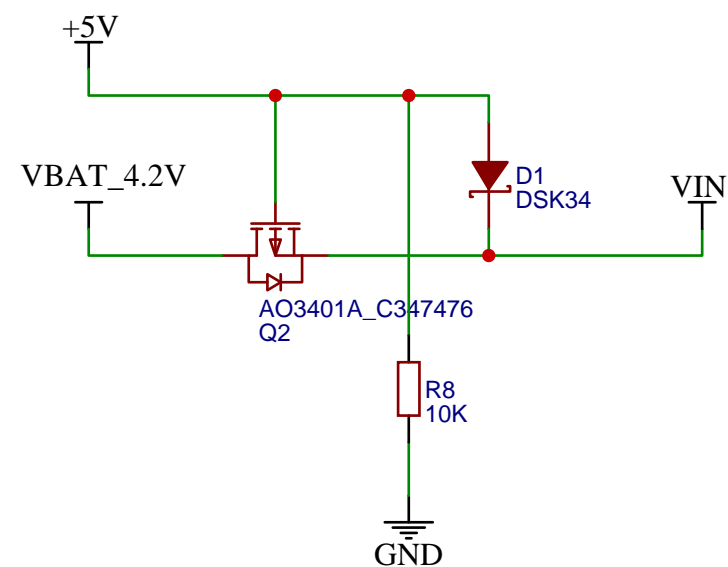 +5V
VBAT_4.2V
D1
DSK34
VIN
AO3401A_C347476
Q2
R8
10K
GND